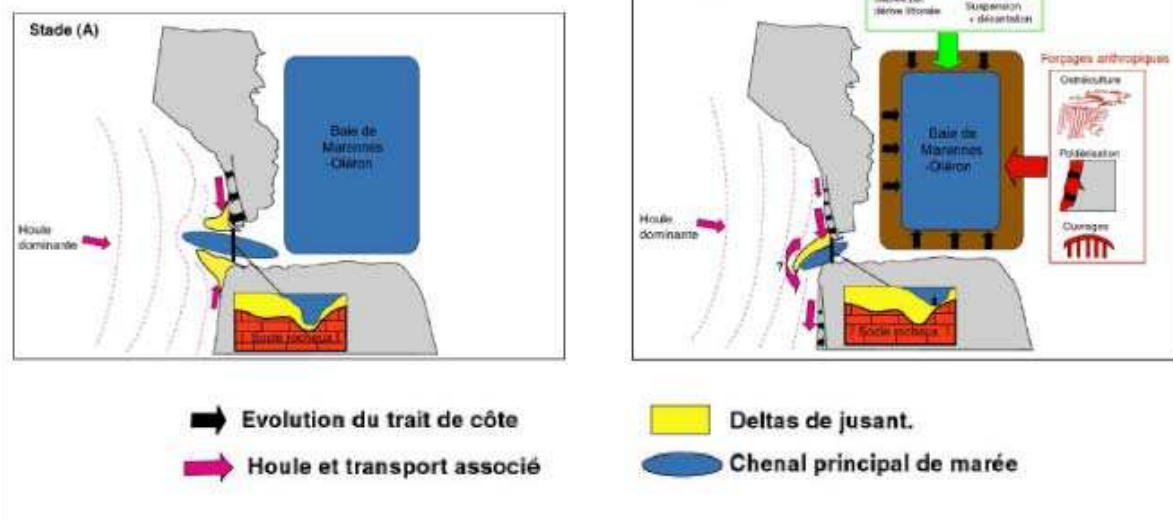 Stade (A)
Baie de
Marennes
-Oléron
Houle
dominante
Socle rocheux !
dérive littorale
Suspension
+ décantation
Forçages anthropiques
Ostréiculture
Baie de
Marennes
-Oléron
Poldérisation
Ouvrages
Houle
dominante
?
! Socle rocheux !
Evolution du trait de côte
Houle et transport associé
Deltas de jusant.
Chenal principal de marée